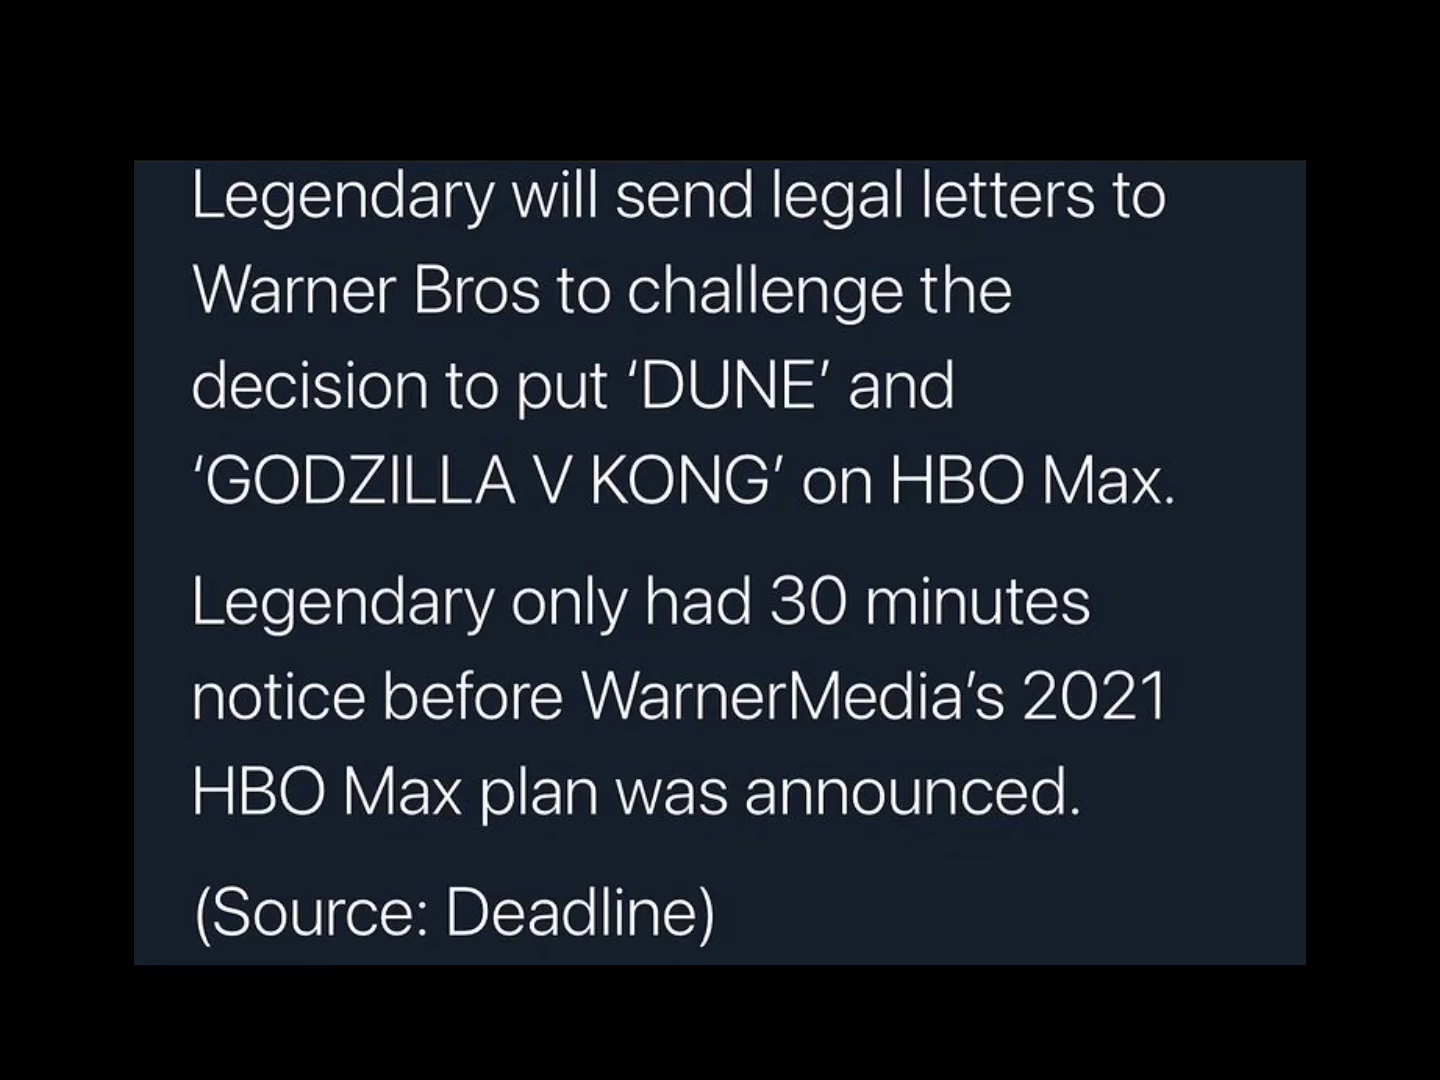 Legendary will send legal letters to
Warner Bros to challenge the
decision to put ‘DUNE’ and
‘GODZILLA V KONG’ on HBO Max.
Legendary only had 30 minutes
notice before WarnerMedia’s 2021
HBO Max plan was announced.
(Source: Deadline)